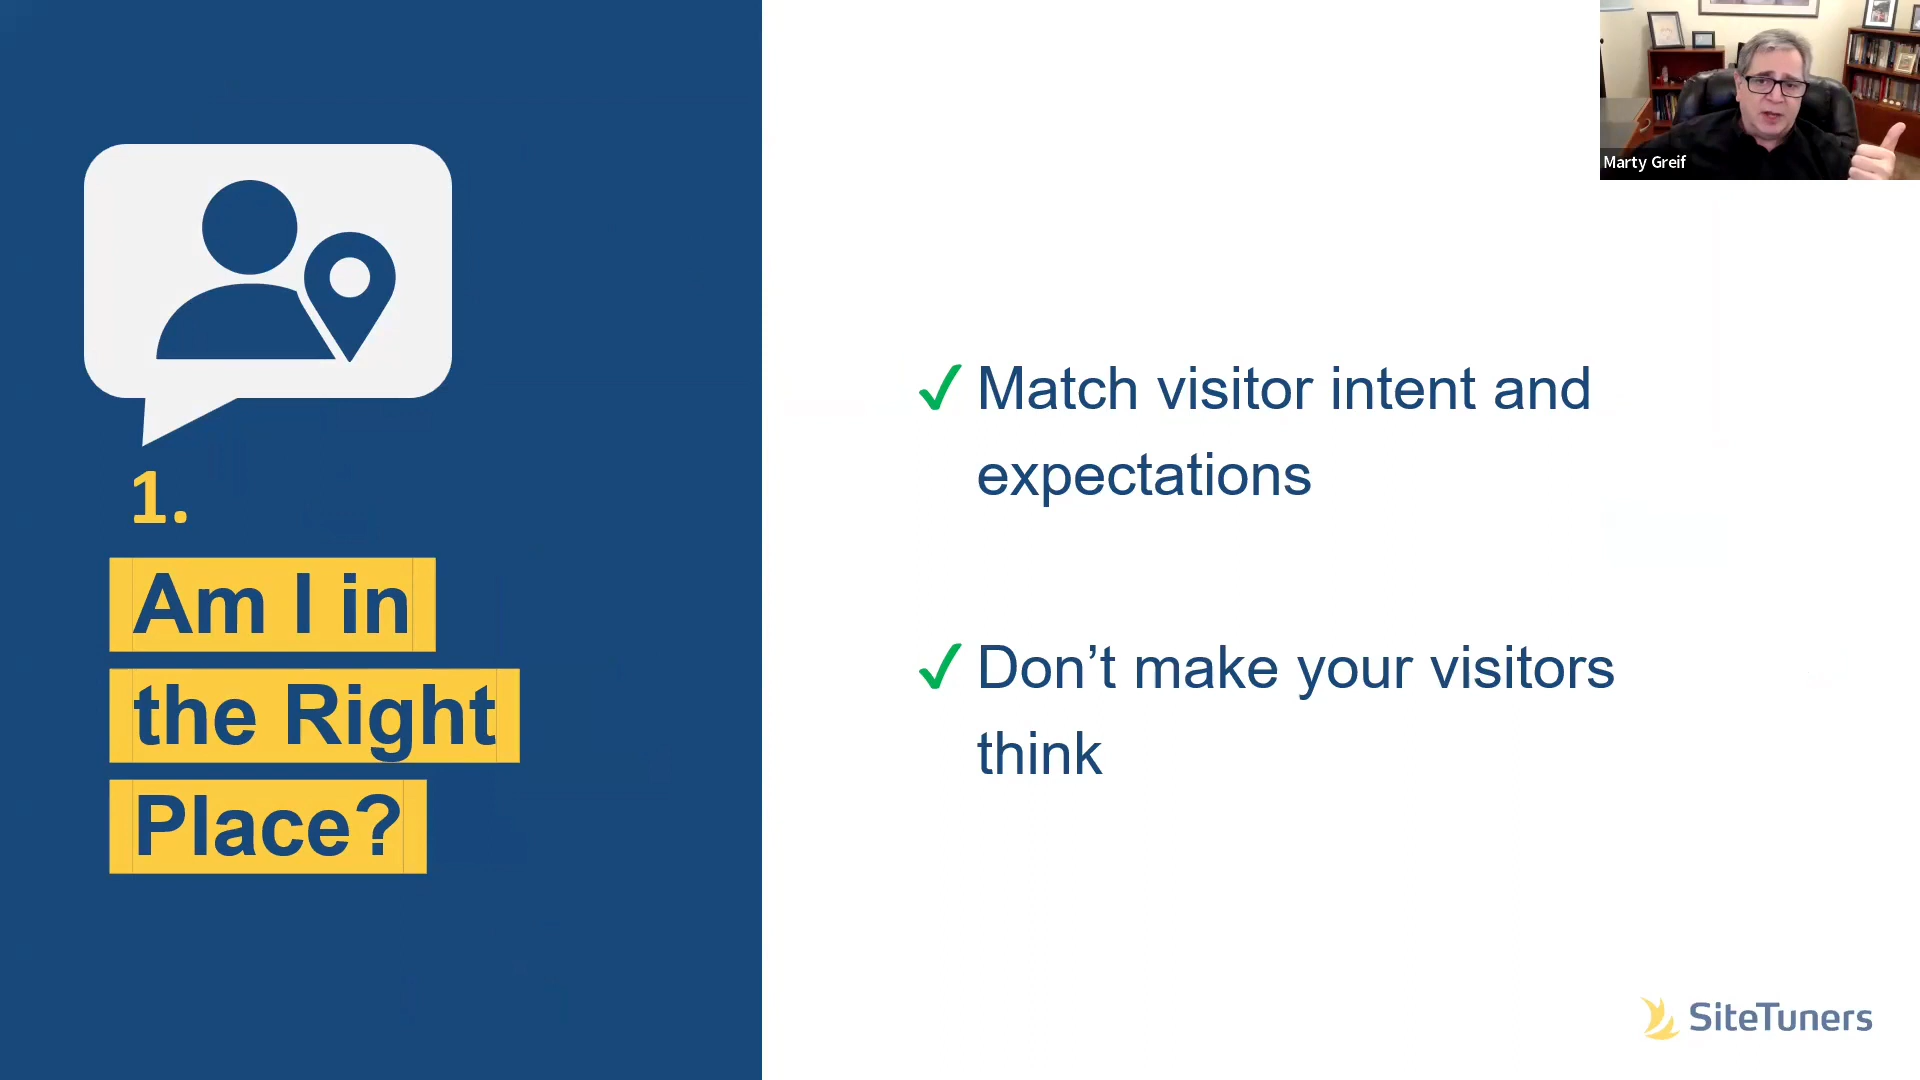 Marty Greif
1.
Am I in
the Right
Place?
✓ Match visitor intent and
expectations
✓ Don’t make your visitors
think
SiteTuners